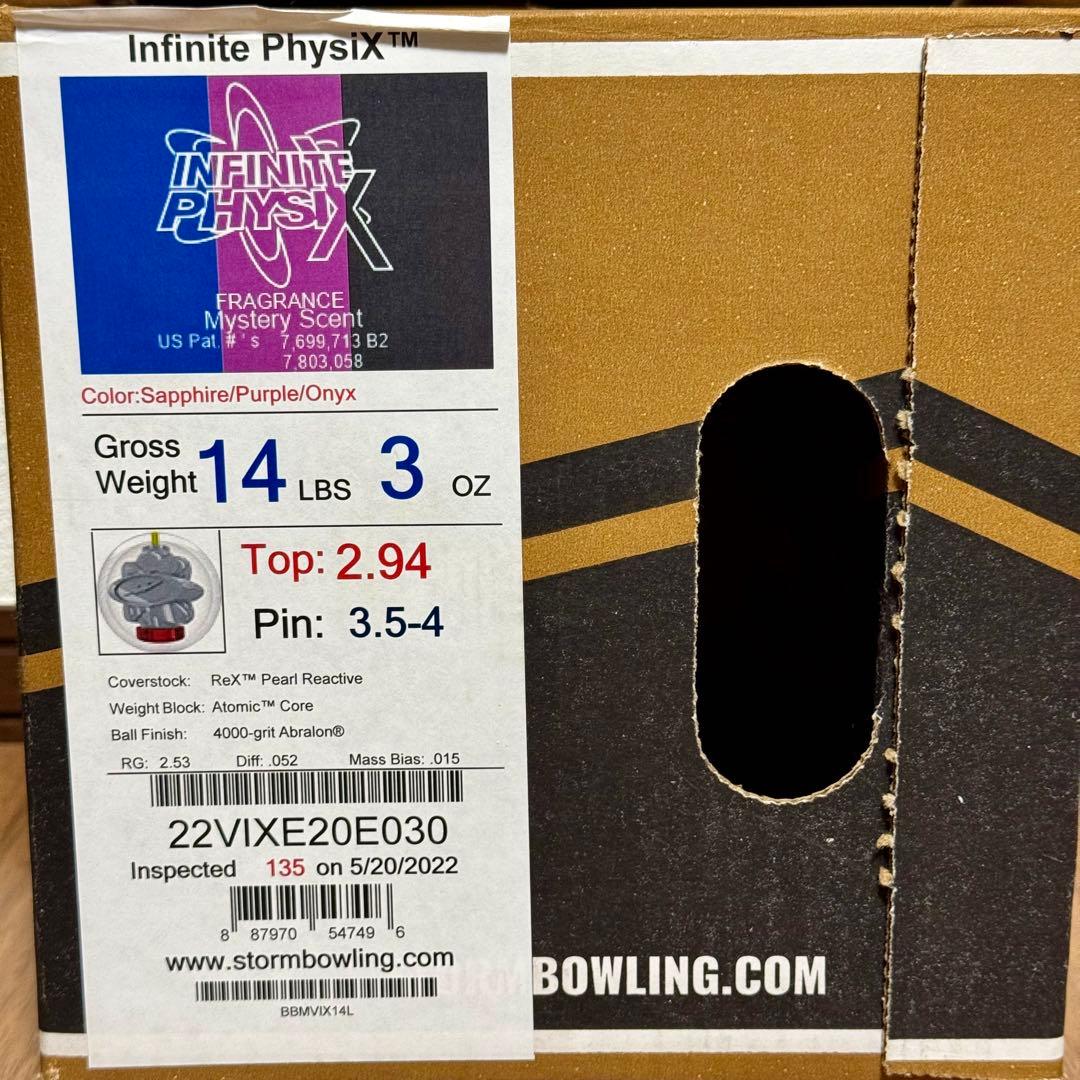 Infinite PhysiX™
INFINITE
PHYSIX
FRAGRANCE
Mystery Scent
US Pat. # ' s 7,699,713 B2
7,803,058
Color:Sapphire/Purple/Onyx
Gross
Weight 14 LBS 3 OZ
Top: 2.94
Pin: 3.5-4
Coverstock: ReX™ Pearl Reactive
Weight Block: Atomic™ Core
Ball Finish: 4000-grit Abralon®
RG: 2.53 Diff: .052 Mass Bias: .015
22VIXE20E030
Inspected 135 on 5/20/2022
8 87970 54749 6
www.stormbowling.com
BBMVIX14L
STORMBOWLING.COM